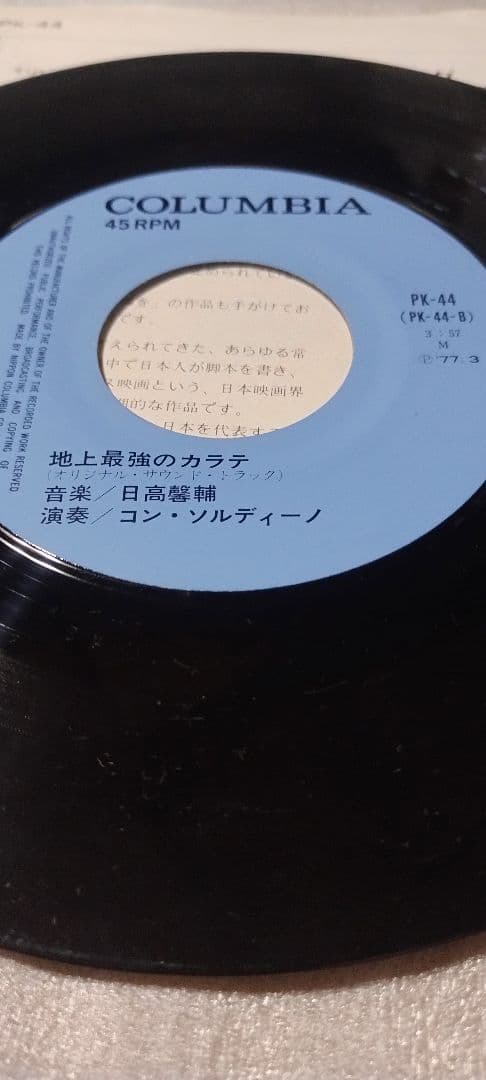 PK-44
COLUMBIA
45 RPM
ALL RIGHTS OF THE MANUFACTURER AND OF THE OWNER OF THE RECORDED WORK RESERVED
UNAUTHORIZED PUBLIC PERFORMANCE BROADCASTING AND COPYING OF
THIS RECORD PROHIBITED MADE BY NIPPON COLUMBIA CO
PK-44
(PK-44-B)
3:57
M
Ⓟ'77.3
」の作品も手がけてお
です。
えられてきた、あらゆる常
中で日本人が脚本を書き、
ス映画という、日本映画界
的な作品です。
日本を代表す
地上最強のカラテ
(オリジナル・サウンド・トラック)
音楽/日高馨輔
演奏/コン・ソルディーノ